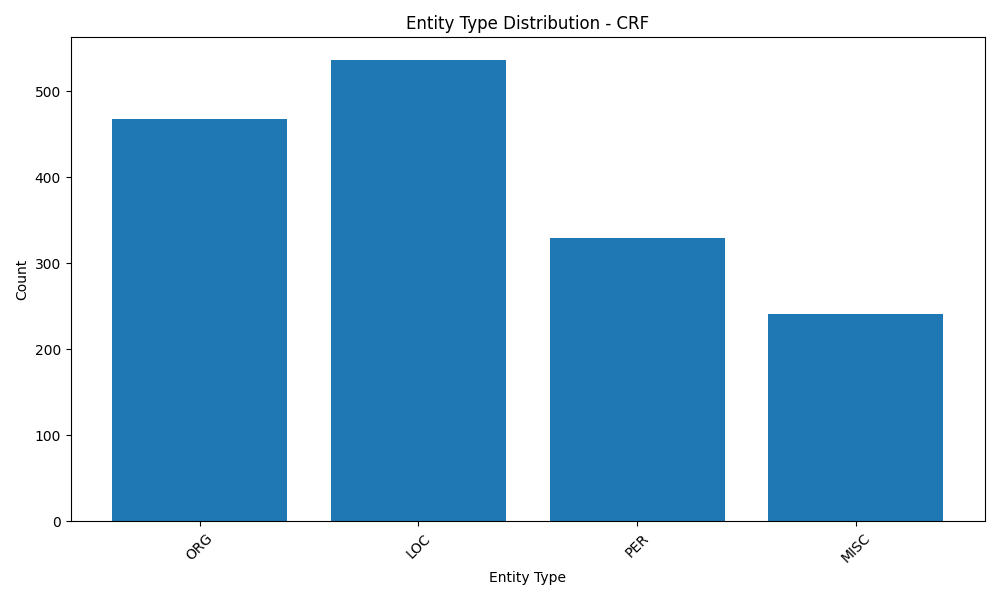 Entity Type Distribution - CRF
Count
500
400
300
200
100
0
ORG
LOC
PER
MISC
Entity Type